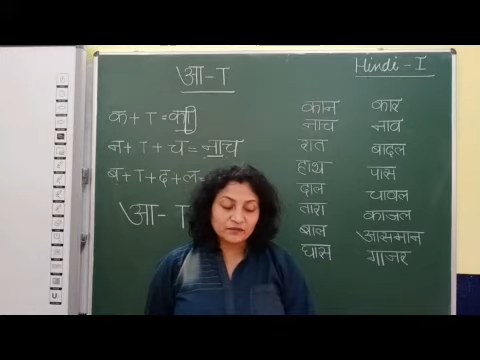 आ-ा
Hindi - I
क + ा = का
न + ा + च = नाच
ब + ा + द + ल =
आ - ा
कान
नाच
रात
हाथ
दाल
तारा
बाल
घास
कार
नाव
बादल
पास
चावल
काजल
आसमान
गाजर